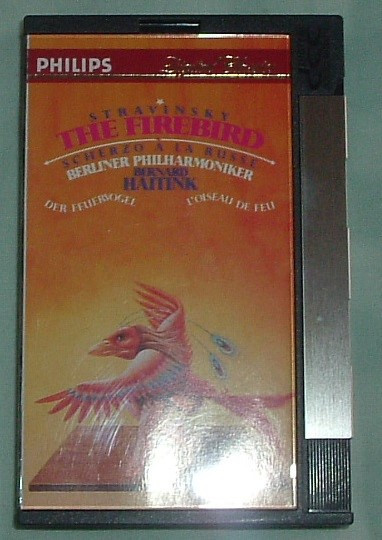 PHILIPS
STRAVINSKY
THE FIREBIRD
SCHERZO À LA RUSSE
BERLINER PHILHARMONIKER
BERNARD
HAITINK
DER FEUERVOGEL L'OISEAU DE FEU